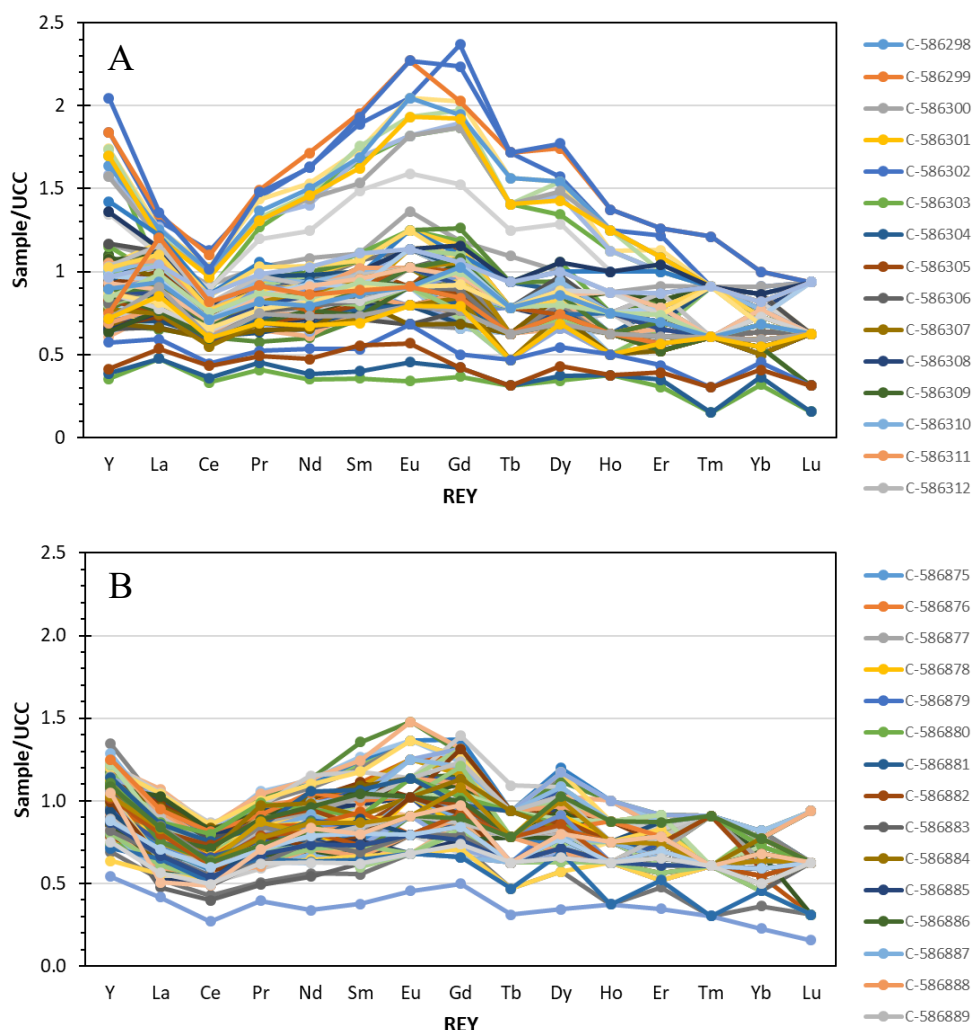 A
2.5
2
1.5
1
0.5
0
Sample/UCC
Y La Ce Pr Nd Sm Eu Gd Tb Dy Ho Er Tm Yb Lu
REY
C-586298
C-586299
C-586300
C-586301
C-586302
C-586303
C-586304
C-586305
C-586306
C-586307
C-586308
C-586309
C-586310
C-586311
C-586312
B
2.5
2.0
1.5
1.0
0.5
0.0
Sample/UCC
Y La Ce Pr Nd Sm Eu Gd Tb Dy Ho Er Tm Yb Lu
REY
C-586875
C-586876
C-586877
C-586878
C-586879
C-586880
C-586881
C-586882
C-586883
C-586884
C-586885
C-586886
C-586887
C-586888
C-586889